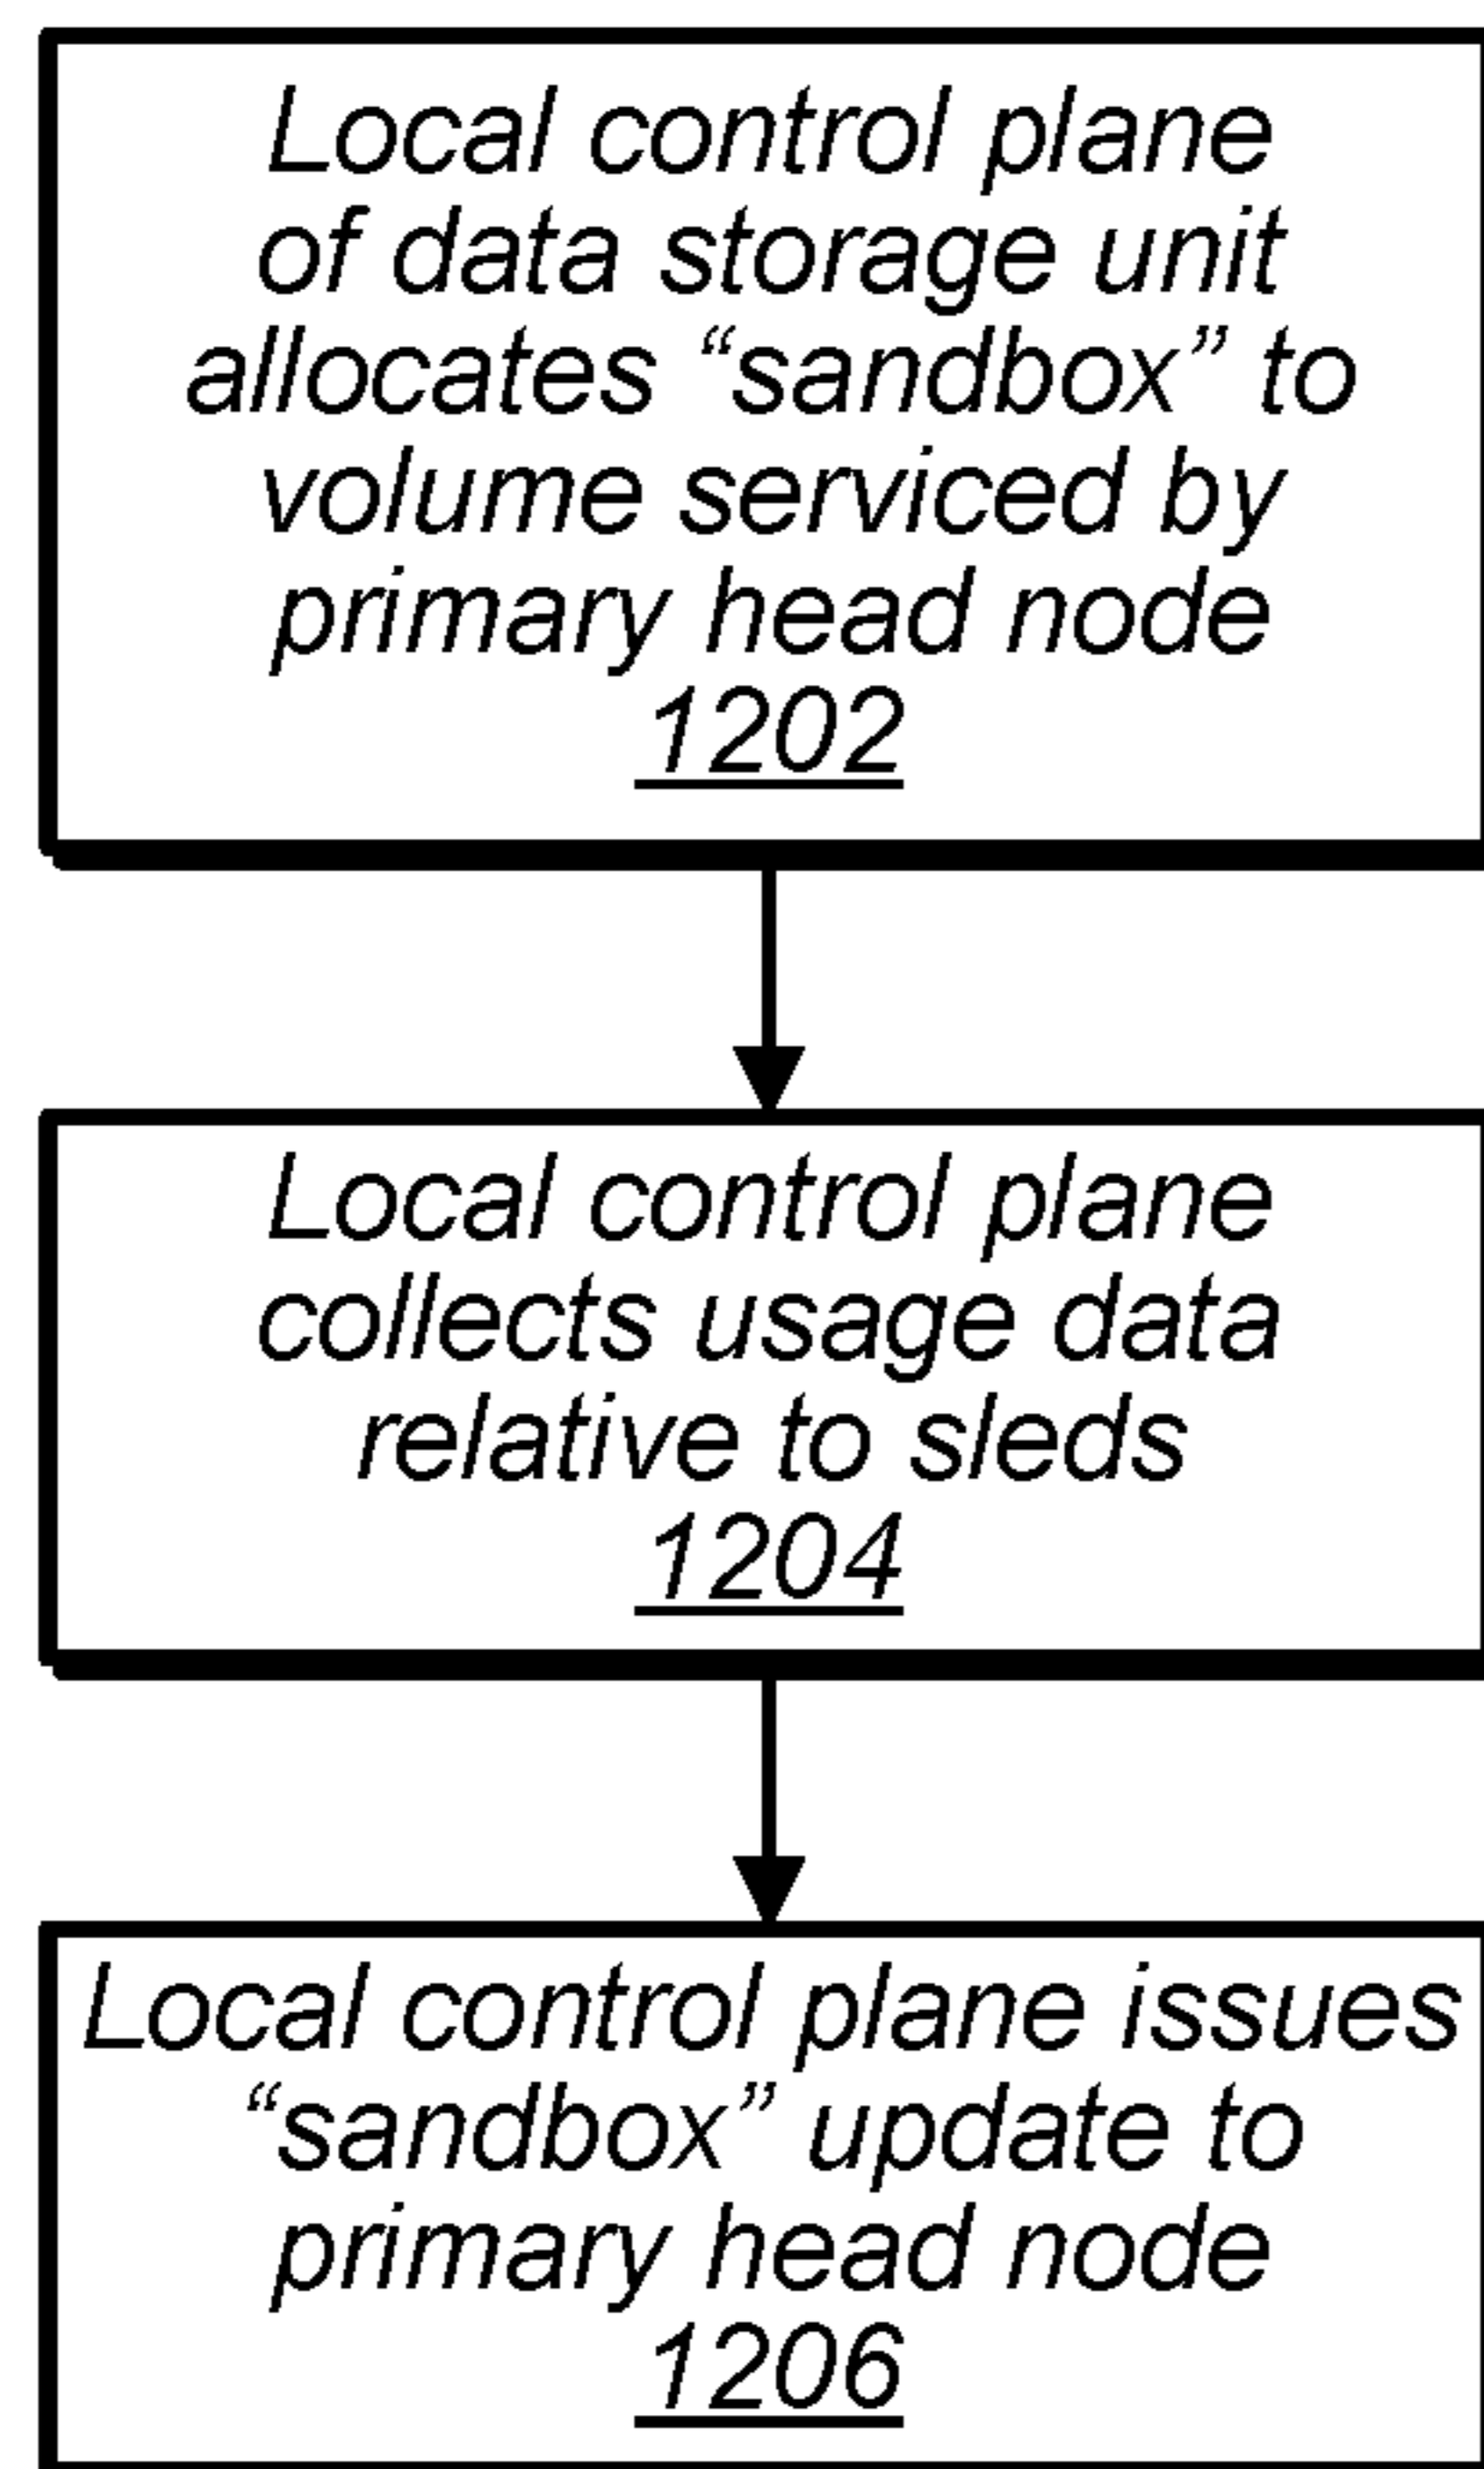 Local control plane
of data storage unit
allocates “sandbox” to
volume serviced by
primary head node
1202
Local control plane
collects usage data
relative to sleds
1204
Local control plane issues
“sandbox” update to
primary head node
1206